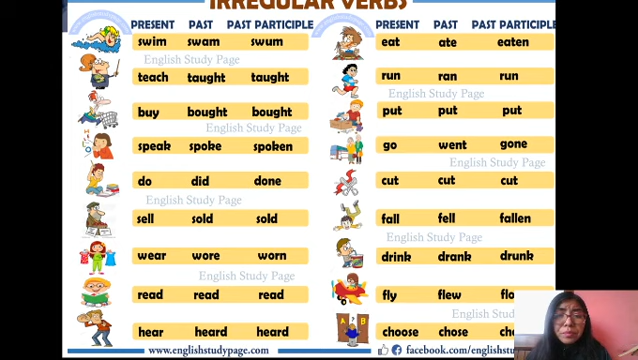 IRREGULAR VERBS
PRESENT PAST PAST PARTICIPLE
swim swam swum
English Study Page
teach taught taught
buy bought bought
English Study Page
speak spoke spoken
do did done
English Study Page
sell sold sold
wear wore worn
English Study Page
read read read
hear heard heard
www.englishstudypage.com
PRESENT PAST PAST PARTICIPLE
eat ate eaten
run ran run
English Study Page
put put put
go went gone
English Study Page
cut cut cut
fall fell fallen
English Study Page
drink drank drunk
fly flew flo
English Stu
A ? B
choose chose ch
facebook.com/englishs